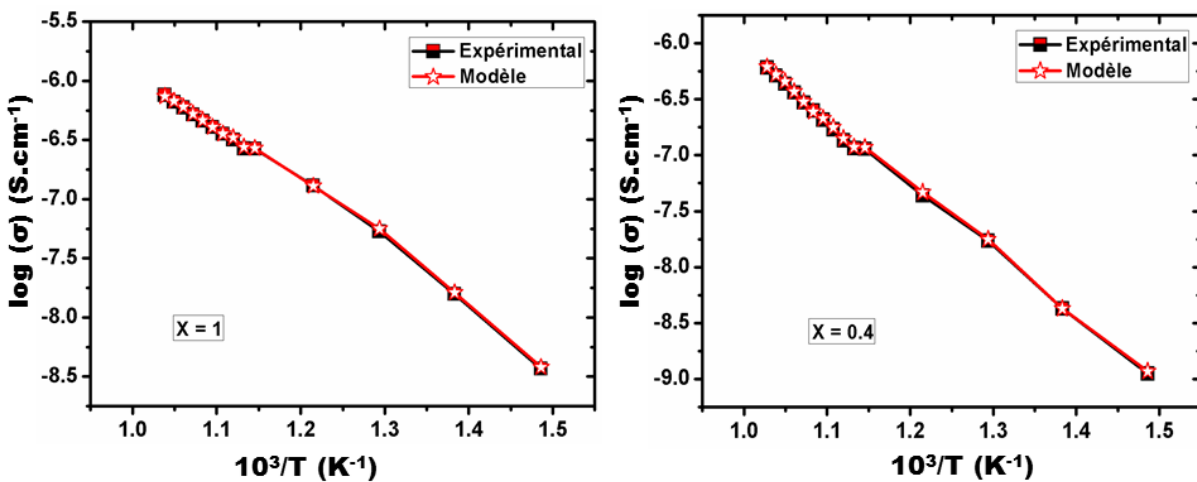 -5.5
-6.0
-6.5
-7.0
-7.5
-8.0
-8.5
log (σ) (S.cm⁻¹)
Expérimental
Modèle
X = 1
1.0 1.1 1.2 1.3 1.4 1.5
10³/T (K⁻¹)
-6.0
-6.5
-7.0
-7.5
-8.0
-8.5
-9.0
log (σ) (S.cm⁻¹)
Expérimental
Modèle
X = 0.4
1.0 1.1 1.2 1.3 1.4 1.5
10³/T (K⁻¹)